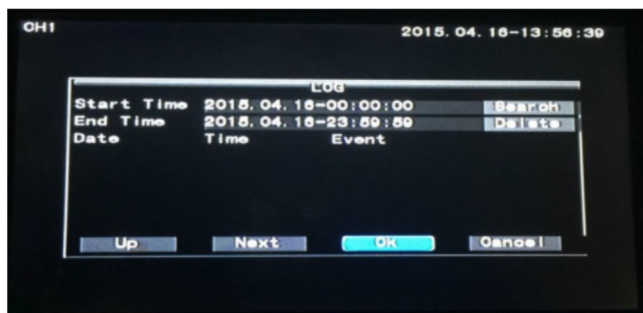 CH1
2015.04.16-13:56:39
LOG
Start Time 2015.04.16-00:00:00 Search
End Time 2015.04.16-23:59:59 Delete
Date Time Event
Up Next Ok Cancel